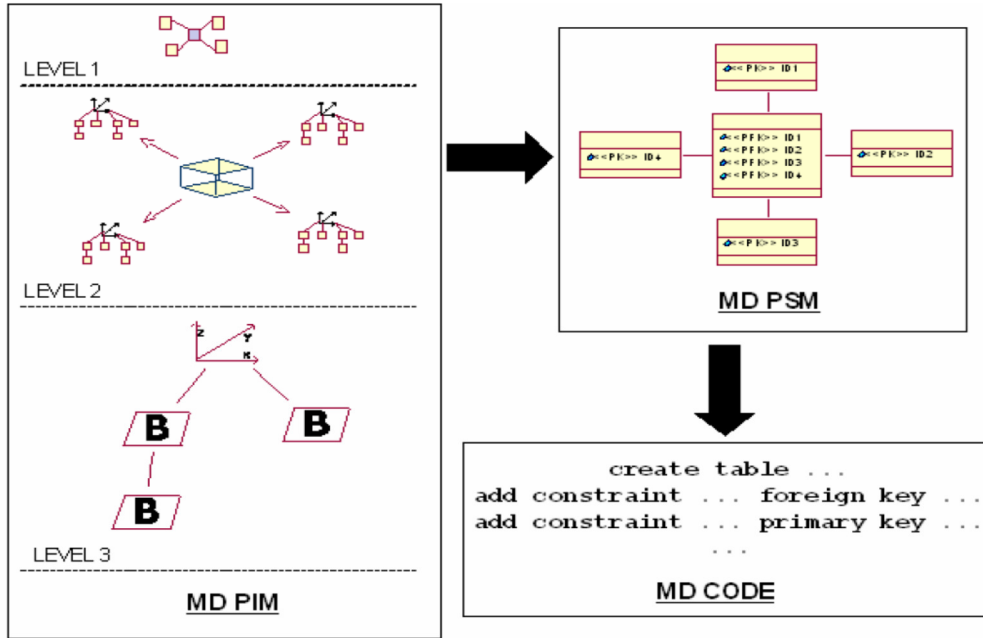 LEVEL 1
LEVEL 2
Z
Y
X
B
B
B
LEVEL 3
MD PIM
<<PK>> ID1
<<PFK>> ID1
<<PFK>> ID2
<<PFK>> ID3
<<PFK>> ID4
<<PK>> ID4
<<PK>> ID2
<<PK>> ID3
MD PSM
create table ...
add constraint ... foreign key ...
add constraint ... primary key ...
...
MD CODE